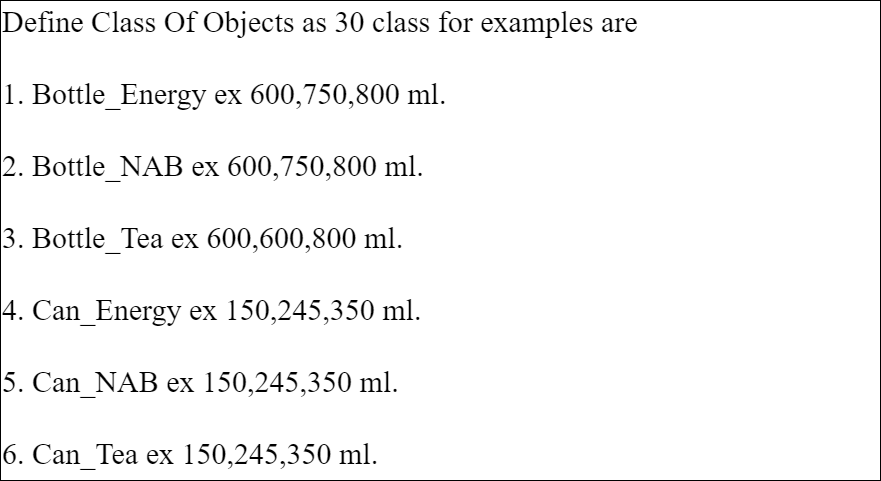 Define Class Of Objects as 30 class for examples are
1. Bottle_Energy ex 600,750,800 ml.
2. Bottle_NAB ex 600,750,800 ml.
3. Bottle_Tea ex 600,600,800 ml.
4. Can_Energy ex 150,245,350 ml.
5. Can_NAB ex 150,245,350 ml.
6. Can_Tea ex 150,245,350 ml.